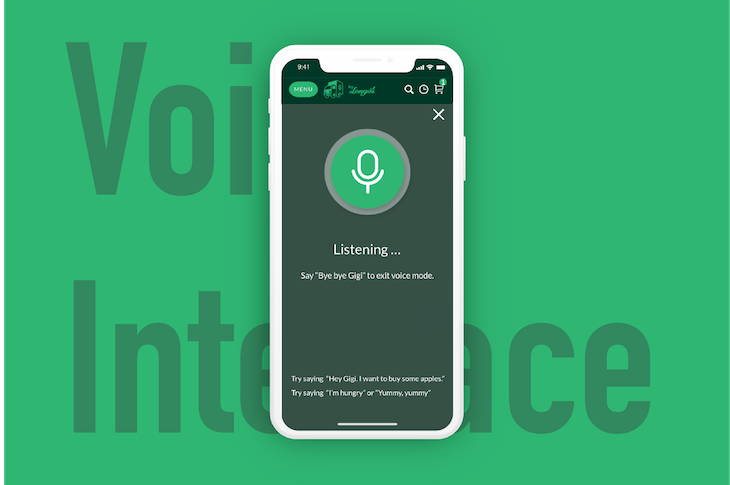 Voi
Inte ace
9:41
MENU
1
Listening ...
Say "Bye bye Gigi" to exit voice mode.
Try saying "Hey Gigi. I want to buy some apples."
Try saying "I'm hungry" or "Yummy, yummy"